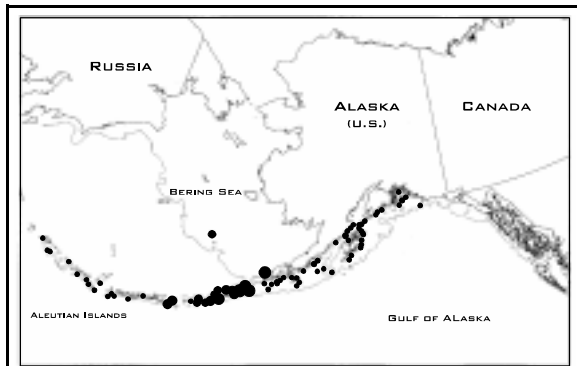 RUSSIA
ALASKA
(U.S.)
CANADA
BERING SEA
ALEUTIAN ISLANDS
GULF OF ALASKA